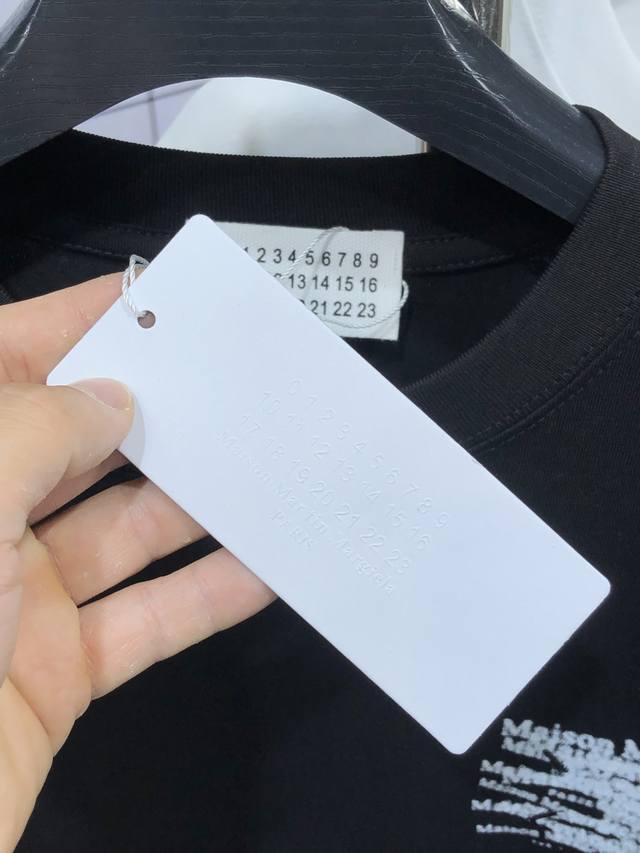 1 2 3 4 5 6 7 8 9
13 14 15 16
21 22 23
0 1 2 3 4 5 6 7 8 9
10 11 12 13 14 15 16
17 18 19 20 21 22 23
Maison Martin Margiela
PARIS
Maison
Maison